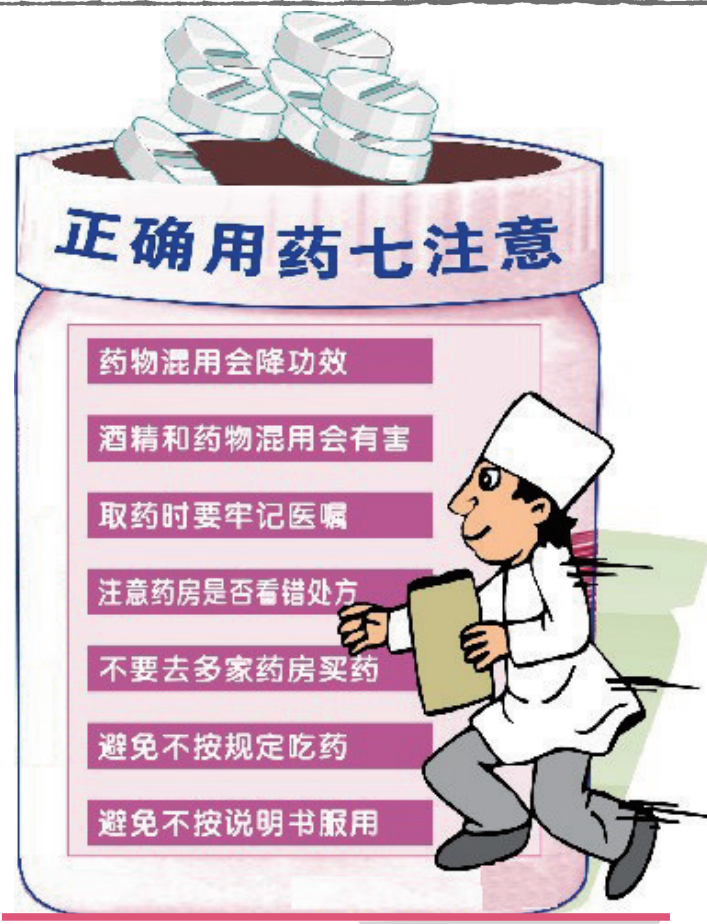 正确用药七注意
药物混用会降功效
酒精和药物混用会有害
取药时要牢记医嘱
注意药房是否看错处方
不要去多家药房买药
避免不按规定吃药
避免不按说明书服用